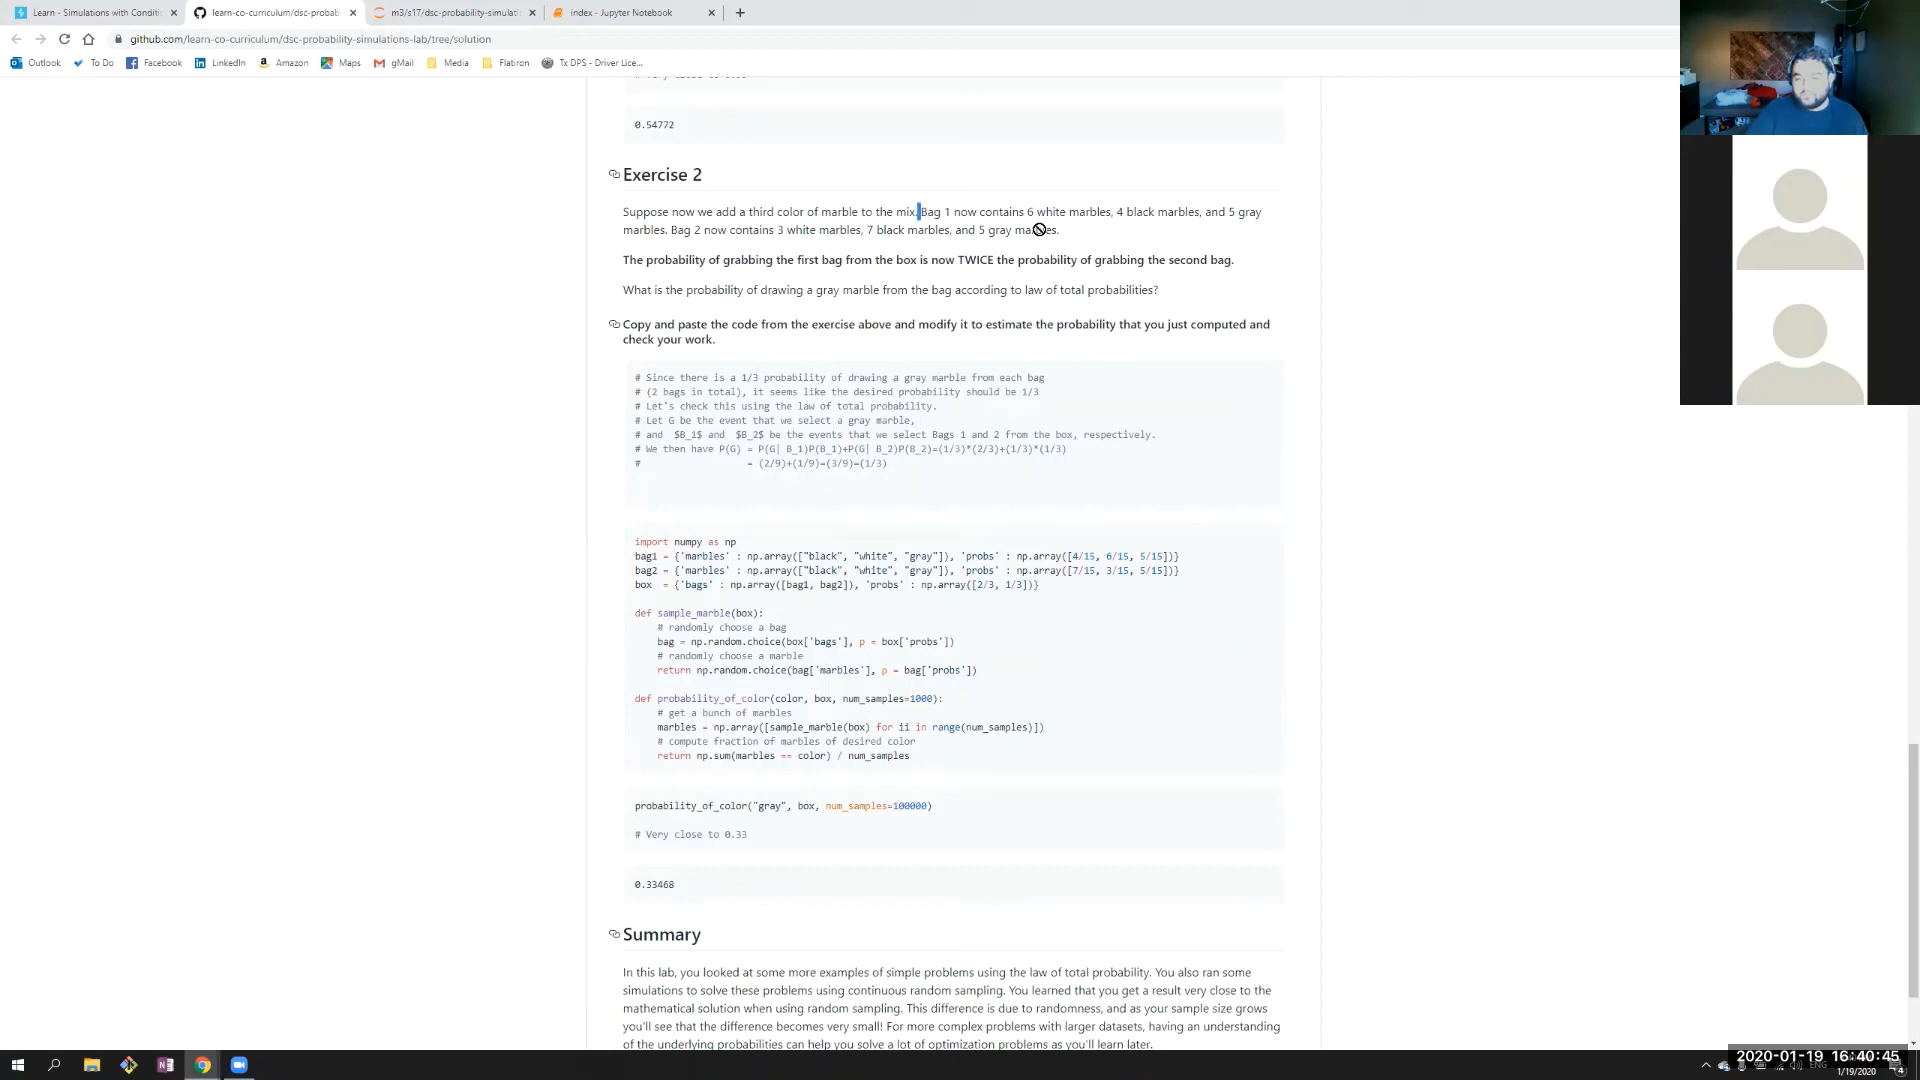 Learn - Simulations with Conditi
learn-co-curriculum/dsc-probab
m3/s17/dsc-probability-simulati
index - Jupyter Notebook
github.com/learn-co-curriculum/dsc-probability-simulations-lab/tree/solution
Outlook To Do Facebook LinkedIn Amazon Maps gMail Media Flatiron Tx DPS - Driver Lice...
0.54772
Exercise 2
Suppose now we add a third color of marble to the mix. Bag 1 now contains 6 white marbles, 4 black marbles, and 5 gray
marbles. Bag 2 now contains 3 white marbles, 7 black marbles, and 5 gray marbles.
The probability of grabbing the first bag from the box is now TWICE the probability of grabbing the second bag.
What is the probability of drawing a gray marble from the bag according to law of total probabilities?
Copy and paste the code from the exercise above and modify it to estimate the probability that you just computed and
check your work.
# Since there is a 1/3 probability of drawing a gray marble from each bag
# (2 bags in total), it seems like the desired probability should be 1/3
# Let's check this using the law of total probability.
# Let G be the event that we select a gray marble,
# and $B_1$ and $B_2$ be the events that we select Bags 1 and 2 from the box, respectively.
# We then have P(G) = P(G| B_1)P(B_1)+P(G| B_2)P(B_2)=(1/3)*(2/3)+(1/3)*(1/3)
# = (2/9)+(1/9)=(3/9)=(1/3)
import numpy as np
bag1 = {'marbles' : np.array(["black", "white", "gray"]), 'probs' : np.array([4/15, 6/15, 5/15])}
bag2 = {'marbles' : np.array(["black", "white", "gray"]), 'probs' : np.array([7/15, 3/15, 5/15])}
box = {'bags' : np.array([bag1, bag2]), 'probs' : np.array([2/3, 1/3])}
def sample_marble(box):
# randomly choose a bag
bag = np.random.choice(box['bags'], p = box['probs'])
# randomly choose a marble
return np.random.choice(bag['marbles'], p = bag['probs'])
def probability_of_color(color, box, num_samples=1000):
# get a bunch of marbles
marbles = np.array([sample_marble(box) for ii in range(num_samples)])
# compute fraction of marbles of desired color
return np.sum(marbles == color) / num_samples
probability_of_color("gray", box, num_samples=100000)
# Very close to 0.33
0.33468
Summary
In this lab, you looked at some more examples of simple problems using the law of total probability. You also ran some
simulations to solve these problems using continuous random sampling. You learned that you get a result very close to the
mathematical solution when using random sampling. This difference is due to randomness, and as your sample size grows
you'll see that the difference becomes very small! For more complex problems with larger datasets, having an understanding
of the underlying probabilities can help you solve a lot of optimization problems as you'll learn later.
2020-01-19 16:40:45
ENG
1/19/2020